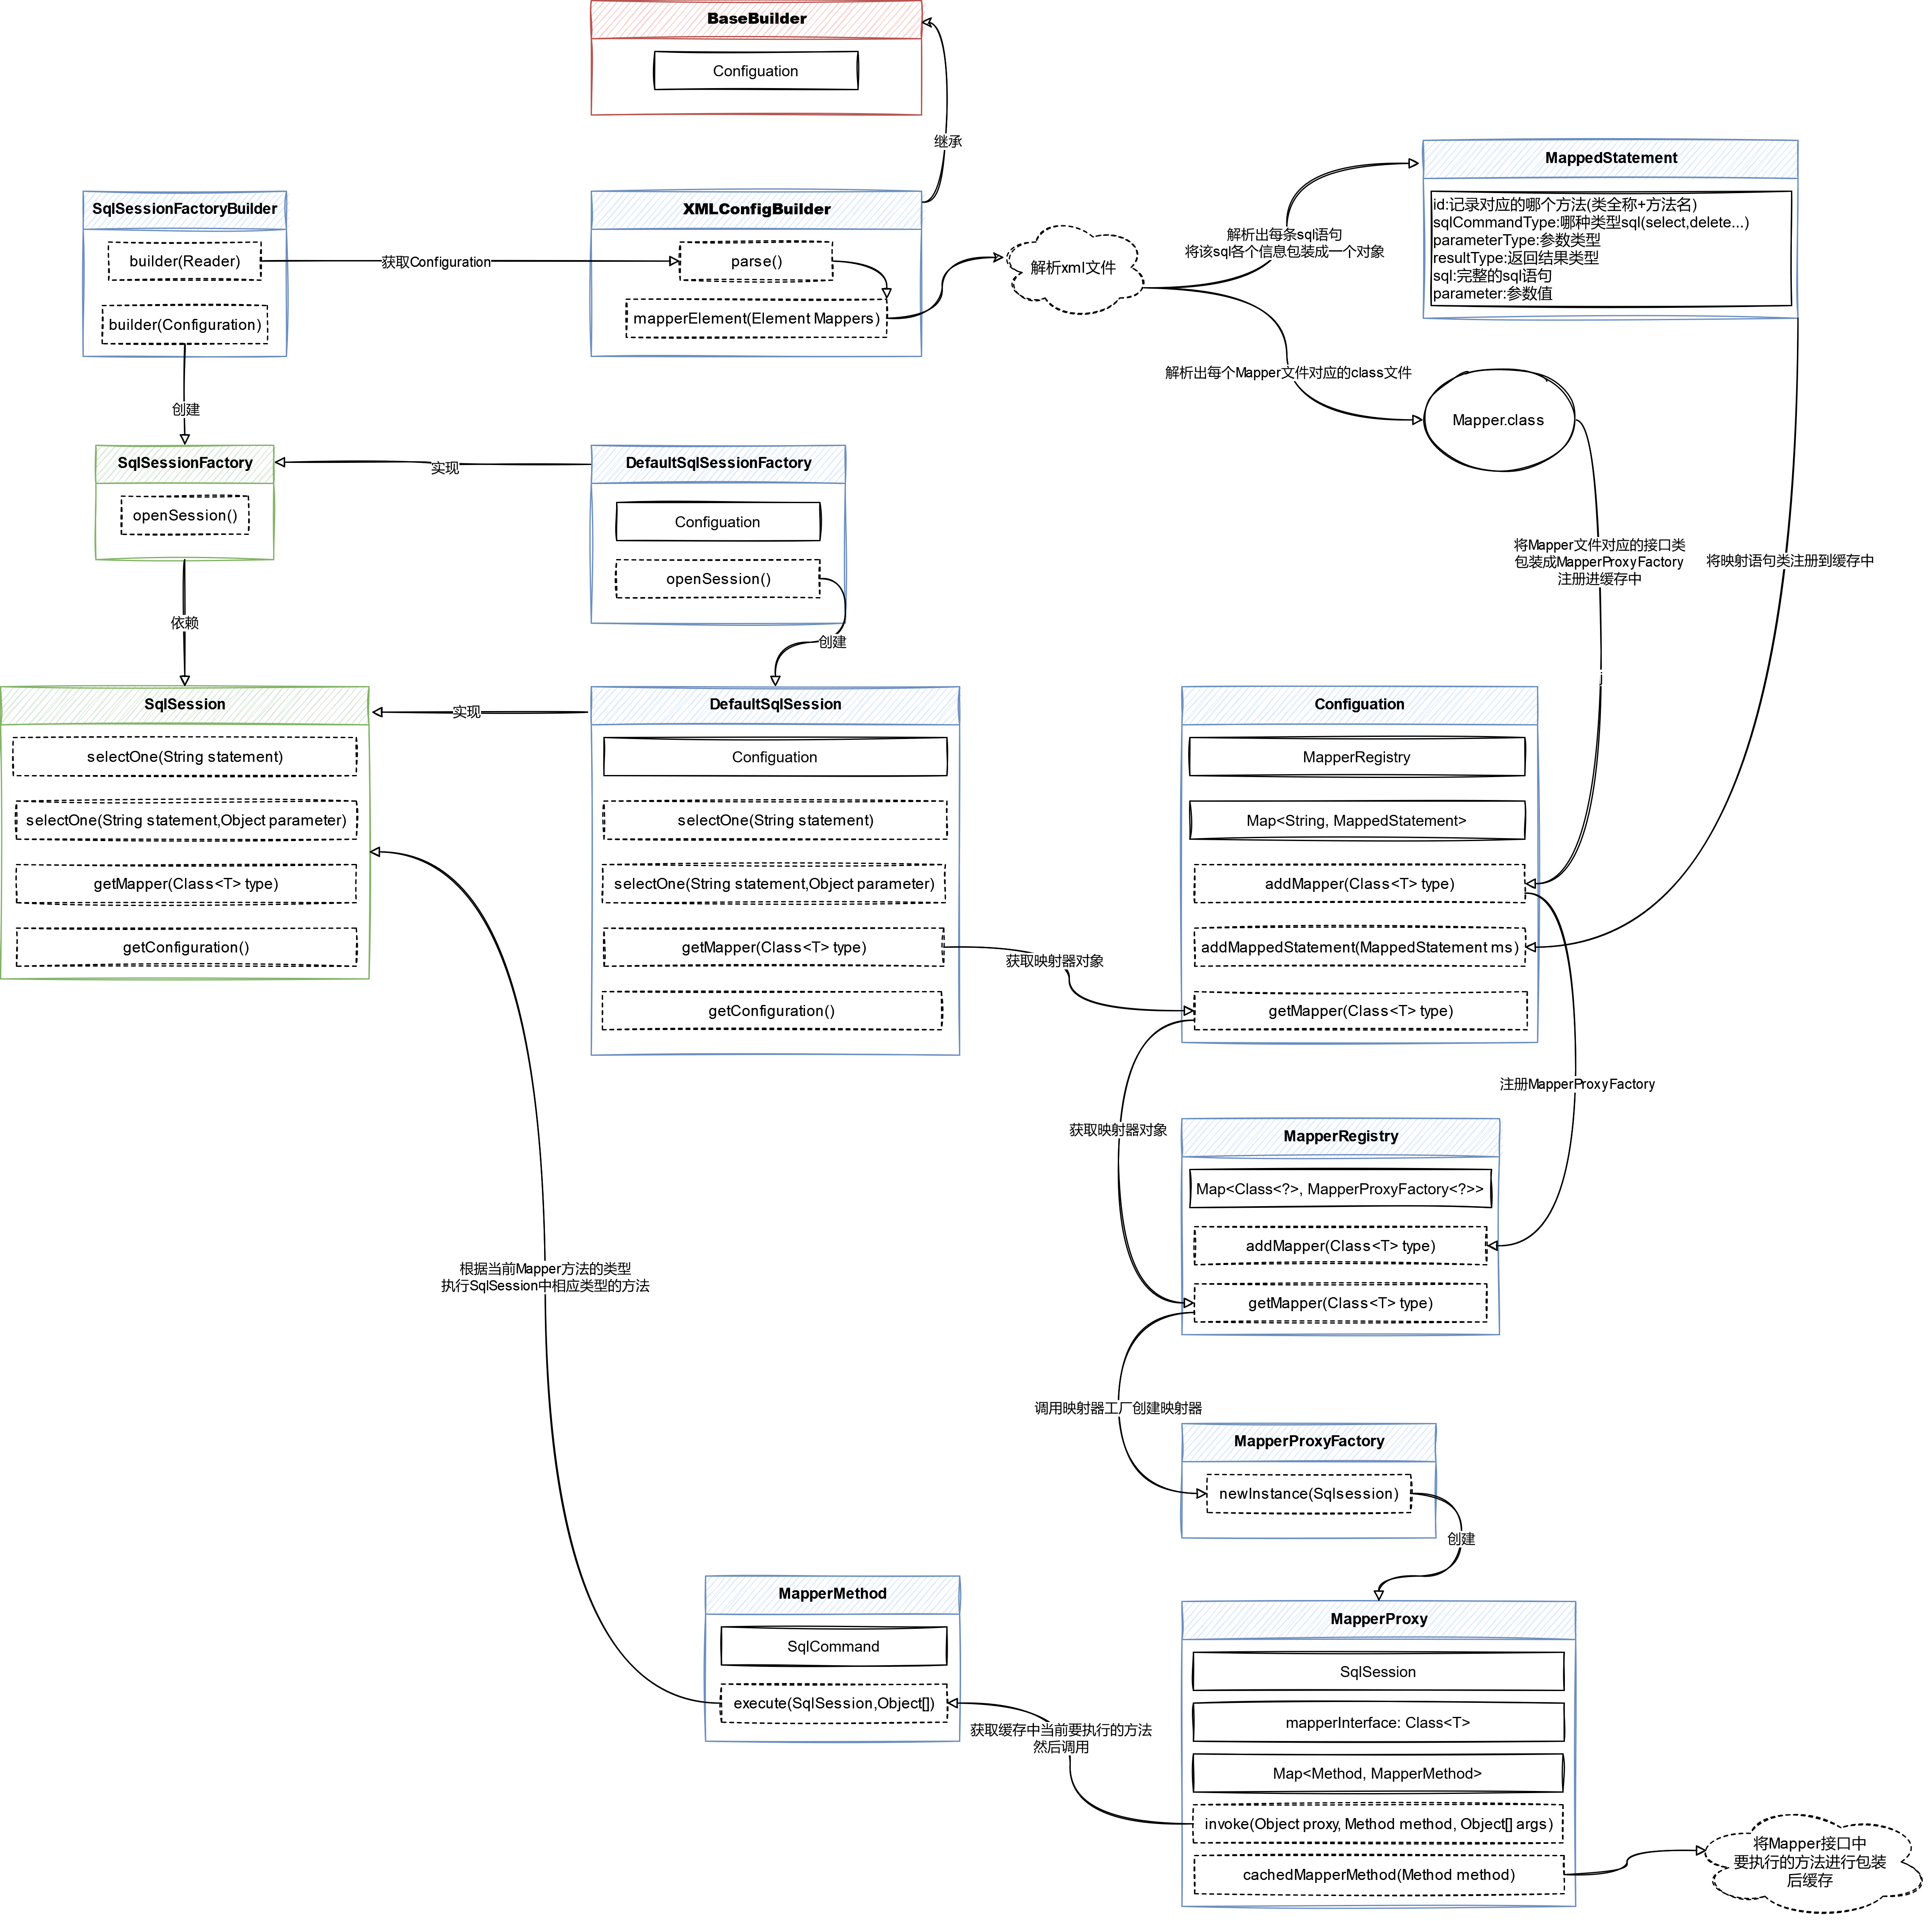 BaseBuilder
Configuation
继承
SqlSessionFactoryBuilder
builder(Reader)
builder(Configuration)
获取Configuration
XMLConfigBuilder
parse()
mapperElement(Element Mappers)
解析xml文件
解析出每条sql语句
将该sql各个信息包装成一个对象
MappedStatement
id:记录对应的哪个方法(类全称+方法名)
sqlCommandType:哪种类型sql(select,delete...)
parameterType:参数类型
resultType:返回结果类型
sql:完整的sql语句
parameter:参数值
解析出每个Mapper文件对应的class文件
Mapper.class
创建
SqlSessionFactory
openSession()
实现
DefaultSqlSessionFactory
Configuation
openSession()
将Mapper文件对应的接口类
包装成MapperProxyFactory
注册进缓存中
将映射语句类注册到缓存中
依赖
创建
SqlSession
selectOne(String statement)
selectOne(String statement,Object parameter)
getMapper(Class<T> type)
getConfiguration()
实现
DefaultSqlSession
Configuation
selectOne(String statement)
selectOne(String statement,Object parameter)
getMapper(Class<T> type)
getConfiguration()
获取映射器对象
Configuation
MapperRegistry
Map<String, MappedStatement>
addMapper(Class<T> type)
addMappedStatement(MappedStatement ms)
getMapper(Class<T> type)
注册MapperProxyFactory
获取映射器对象
MapperRegistry
Map<Class<?>, MapperProxyFactory<?>>
addMapper(Class<T> type)
getMapper(Class<T> type)
根据当前Mapper方法的类型
执行SqlSession中相应类型的方法
调用映射器工厂创建映射器
MapperProxyFactory
newInstance(Sqlsession)
创建
MapperMethod
SqlCommand
execute(SqlSession,Object[])
获取缓存中当前要执行的方法
然后调用
MapperProxy
SqlSession
mapperInterface: Class<T>
Map<Method, MapperMethod>
invoke(Object proxy, Method method, Object[] args)
cachedMapperMethod(Method method)
将Mapper接口中
要执行的方法进行包装
后缓存